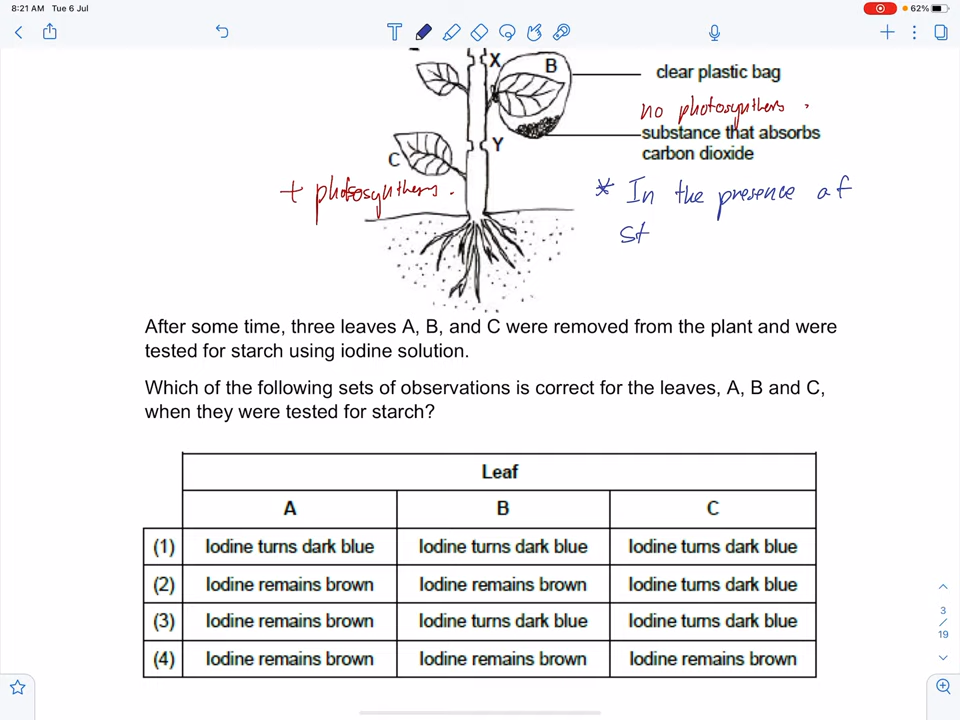 8:21 AM Tue 6 Jul
62%
X
B
clear plastic bag
no photosynthers.
substance that absorbs
carbon dioxide
Y
C
+ photosynthers.
* In the presence of
st
After some time, three leaves A, B, and C were removed from the plant and were
tested for starch using iodine solution.
Which of the following sets of observations is correct for the leaves, A, B and C,
when they were tested for starch?
Leaf
A B C
(1) Iodine turns dark blue Iodine turns dark blue Iodine turns dark blue
(2) Iodine remains brown Iodine remains brown Iodine turns dark blue
(3) Iodine remains brown Iodine turns dark blue Iodine turns dark blue
(4) Iodine remains brown Iodine remains brown Iodine remains brown
3
/
19